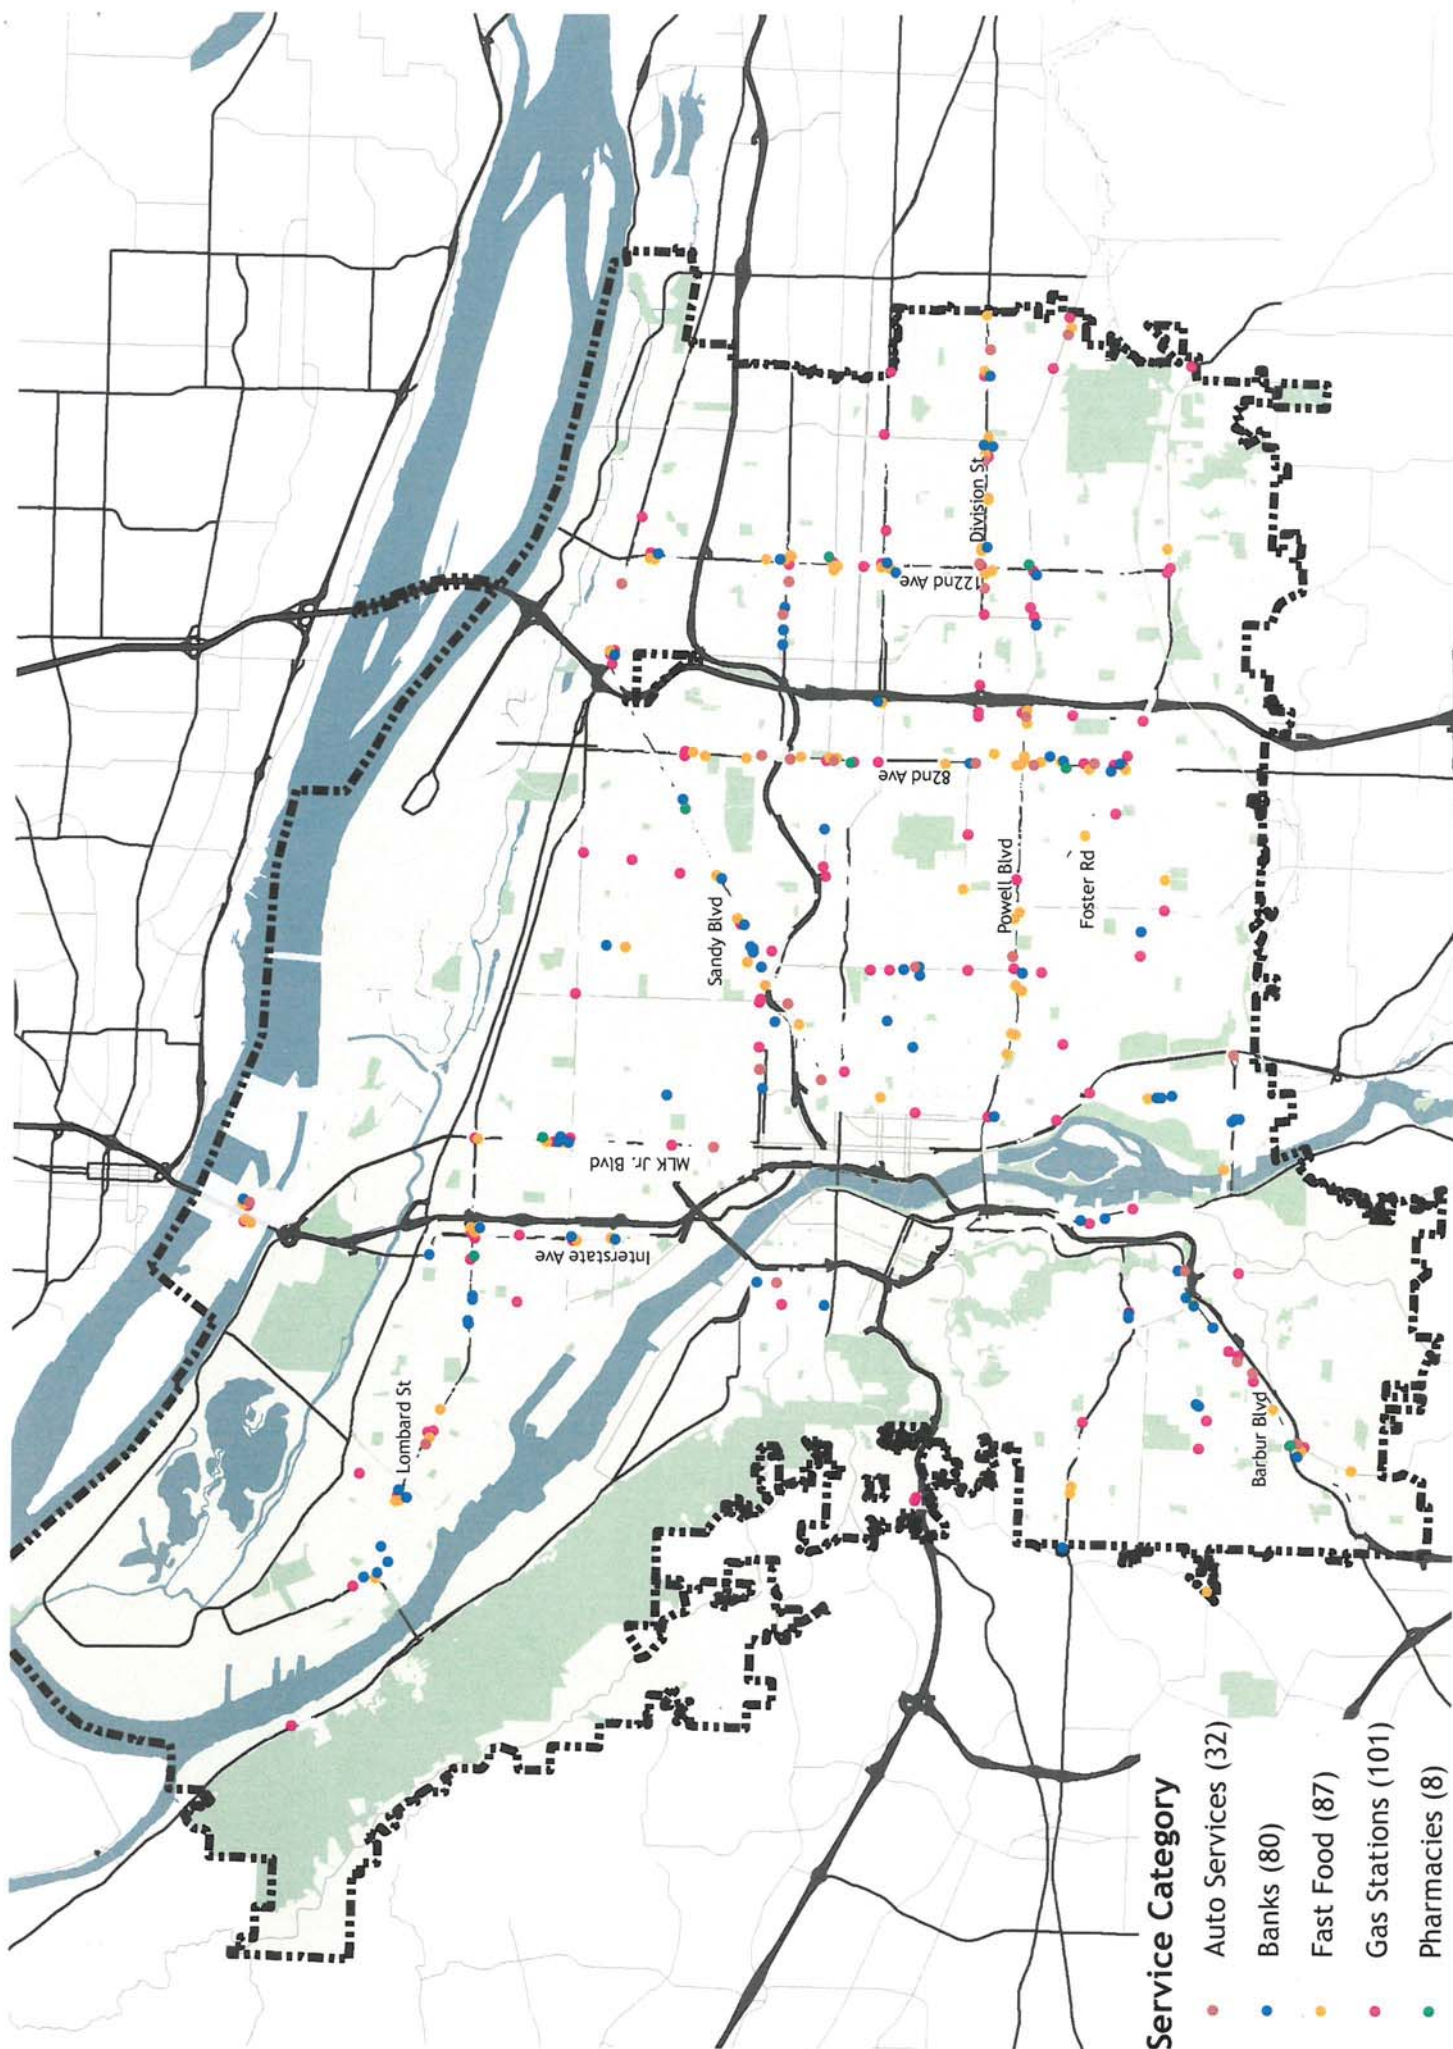 Lombard St
Interstate Ave
MLK Jr. Blvd
Sandy Blvd
82nd Ave
122nd Ave
Division St
Powell Blvd
Foster Rd
Barbur Blvd
Service Category
Auto Services (32)
Banks (80)
Fast Food (87)
Gas Stations (101)
Pharmacies (8)